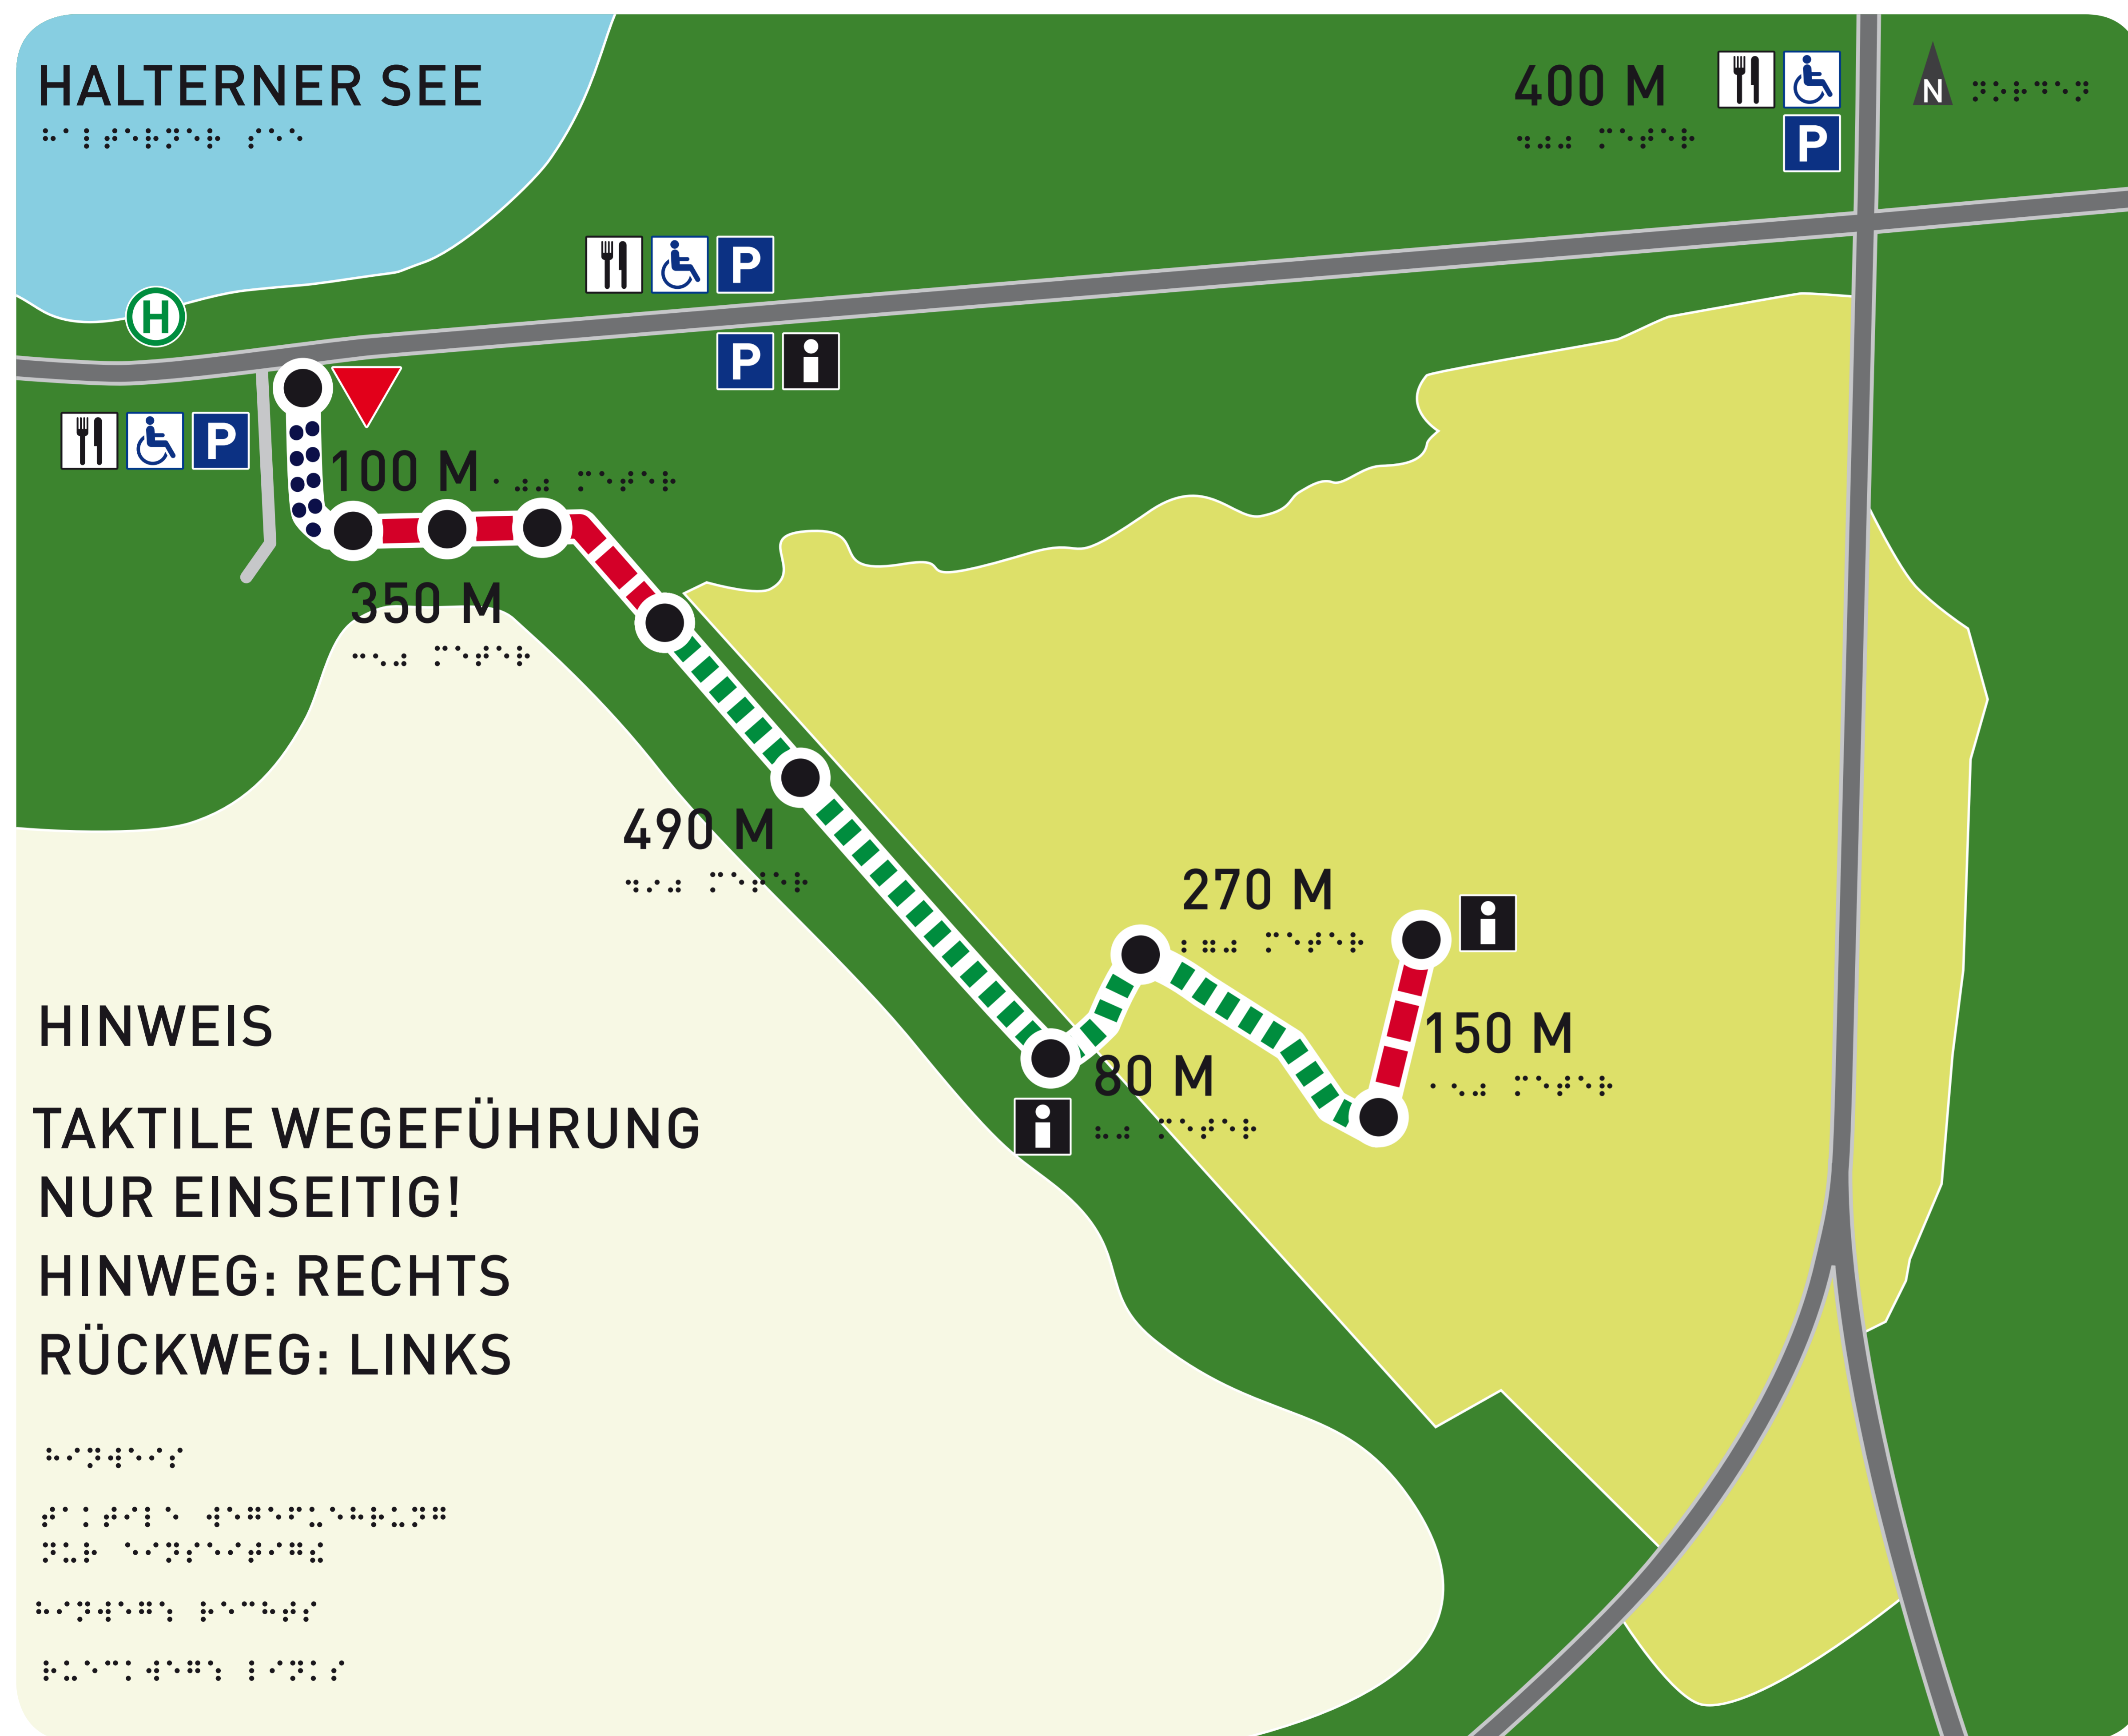 HALTERNER SEE
400 M
N
P
P
H
P
P
i
100 M
350 M
490 M
270 M
i
150 M
80 M
i
HINWEIS
TAKTILE WEGEFÜHRUNG
NUR EINSEITIG!
HINWEG: RECHTS
RÜCKWEG: LINKS